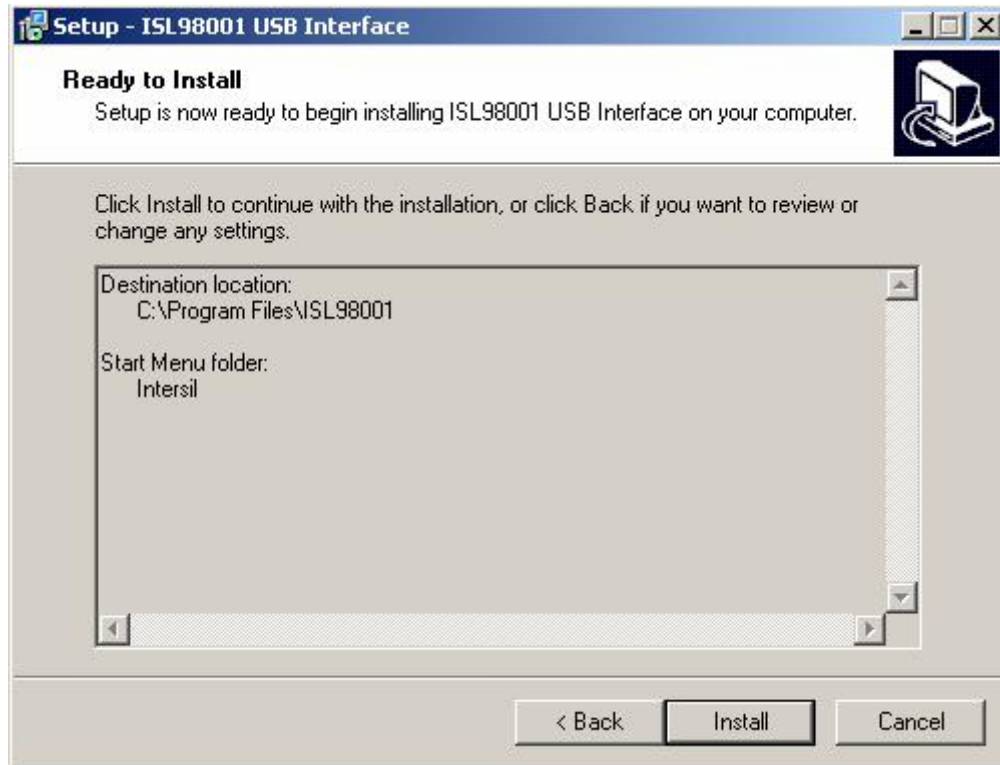 Setup - ISL98001 USB Interface
Ready to Install
Setup is now ready to begin installing ISL98001 USB Interface on your computer.
Click Install to continue with the installation, or click Back if you want to review or
change any settings.
Destination location:
C:\Program Files\ISL98001
Start Menu folder:
Intersil
< Back Install Cancel